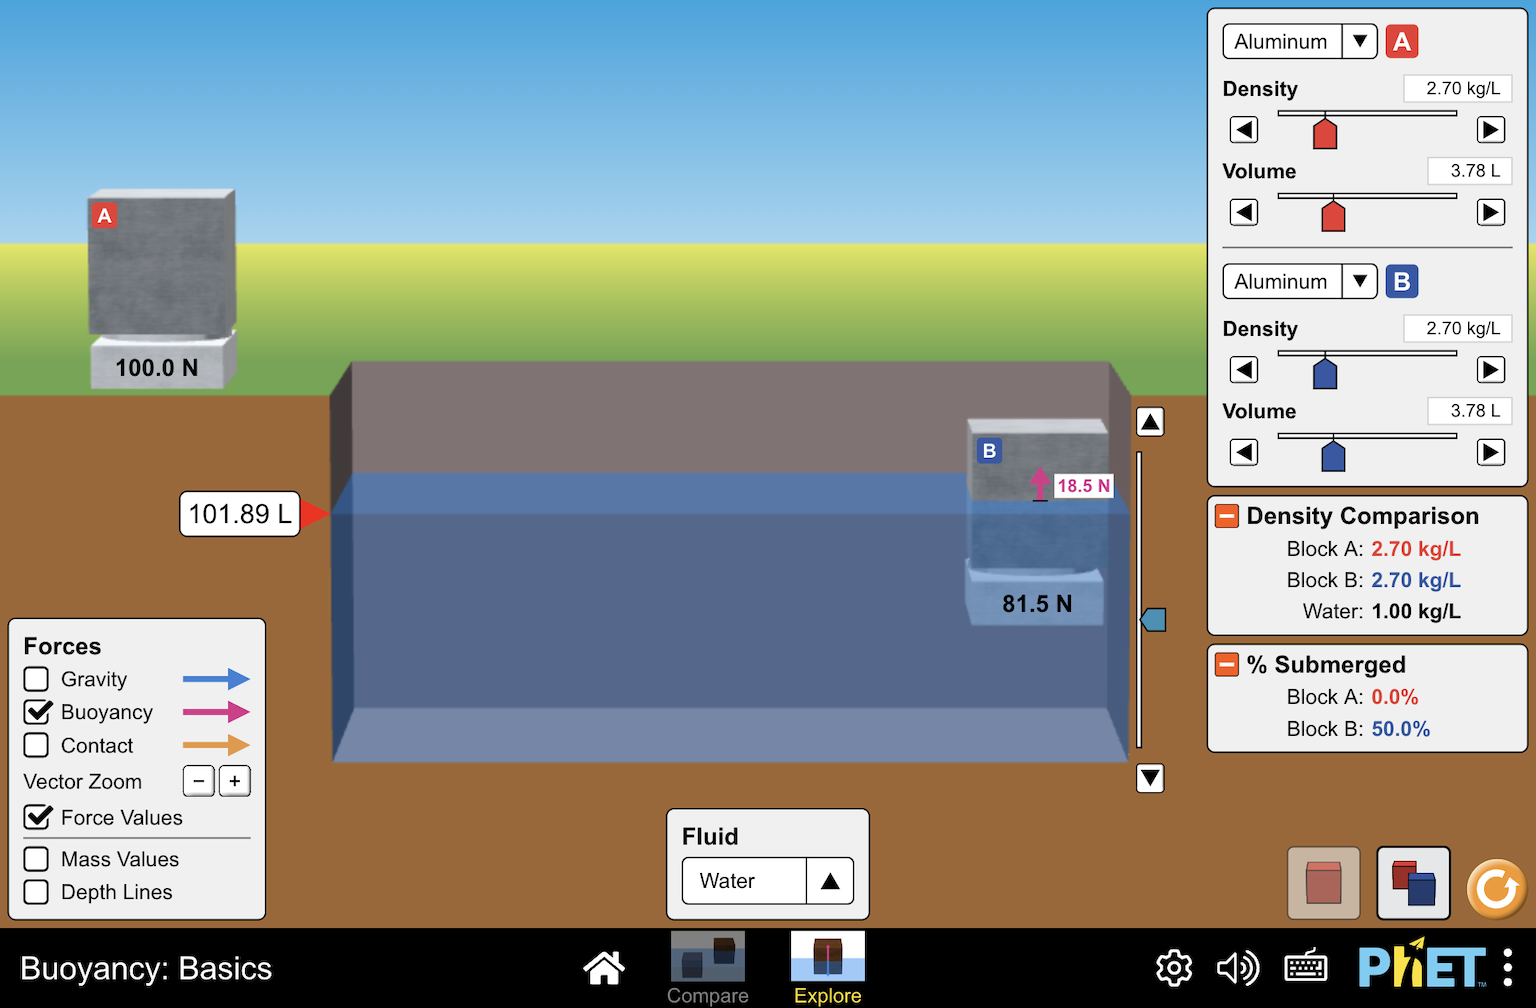 Aluminum A
Density 2.70 kg/L
Volume 3.78 L
Aluminum B
Density 2.70 kg/L
Volume 3.78 L
Density Comparison
Block A: 2.70 kg/L
Block B: 2.70 kg/L
Water: 1.00 kg/L
% Submerged
Block A: 0.0%
Block B: 50.0%
A
100.0 N
B
18.5 N
81.5 N
101.89 L
Forces
Gravity
Buoyancy
Contact
Vector Zoom − +
Force Values
Mass Values
Depth Lines
Fluid
Water
Buoyancy: Basics
Compare
Explore
PhET™